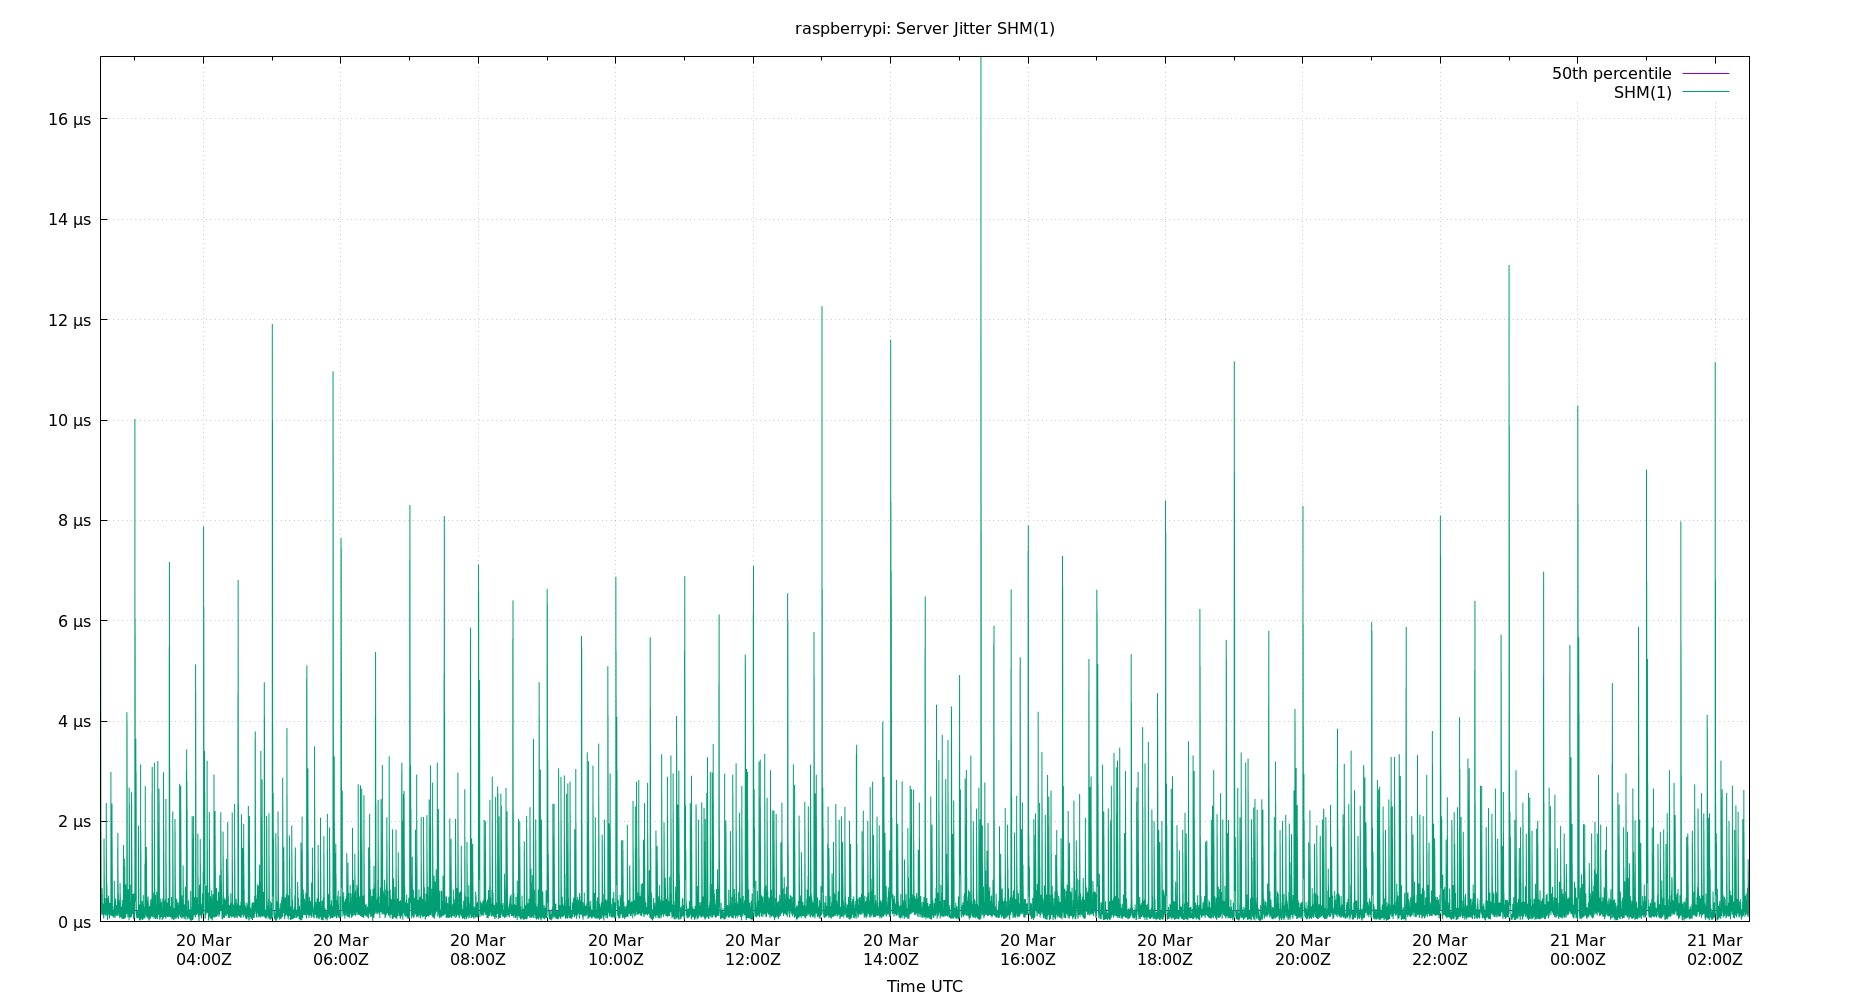 raspberrypi: Server Jitter SHM(1)
50th percentile
SHM(1)
16 µs
14 µs
12 µs
10 µs
8 µs
6 µs
4 µs
2 µs
0 µs
20 Mar 20 Mar 20 Mar 20 Mar 20 Mar 20 Mar 20 Mar 20 Mar 20 Mar 20 Mar 21 Mar 21 Mar
04:00Z 06:00Z 08:00Z 10:00Z 12:00Z 14:00Z 16:00Z 18:00Z 20:00Z 22:00Z 00:00Z 02:00Z
Time UTC